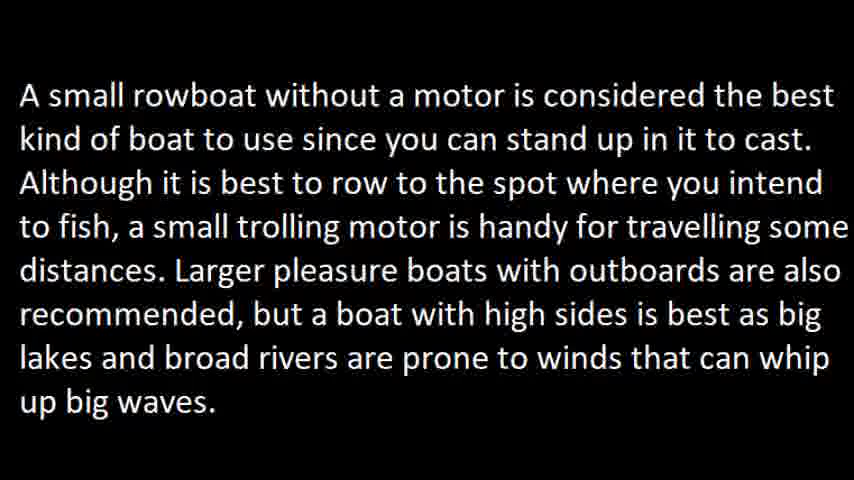 A small rowboat without a motor is considered the best
kind of boat to use since you can stand up in it to cast.
Although it is best to row to the spot where you intend
to fish, a small trolling motor is handy for travelling some
distances. Larger pleasure boats with outboards are also
recommended, but a boat with high sides is best as big
lakes and broad rivers are prone to winds that can whip
up big waves.